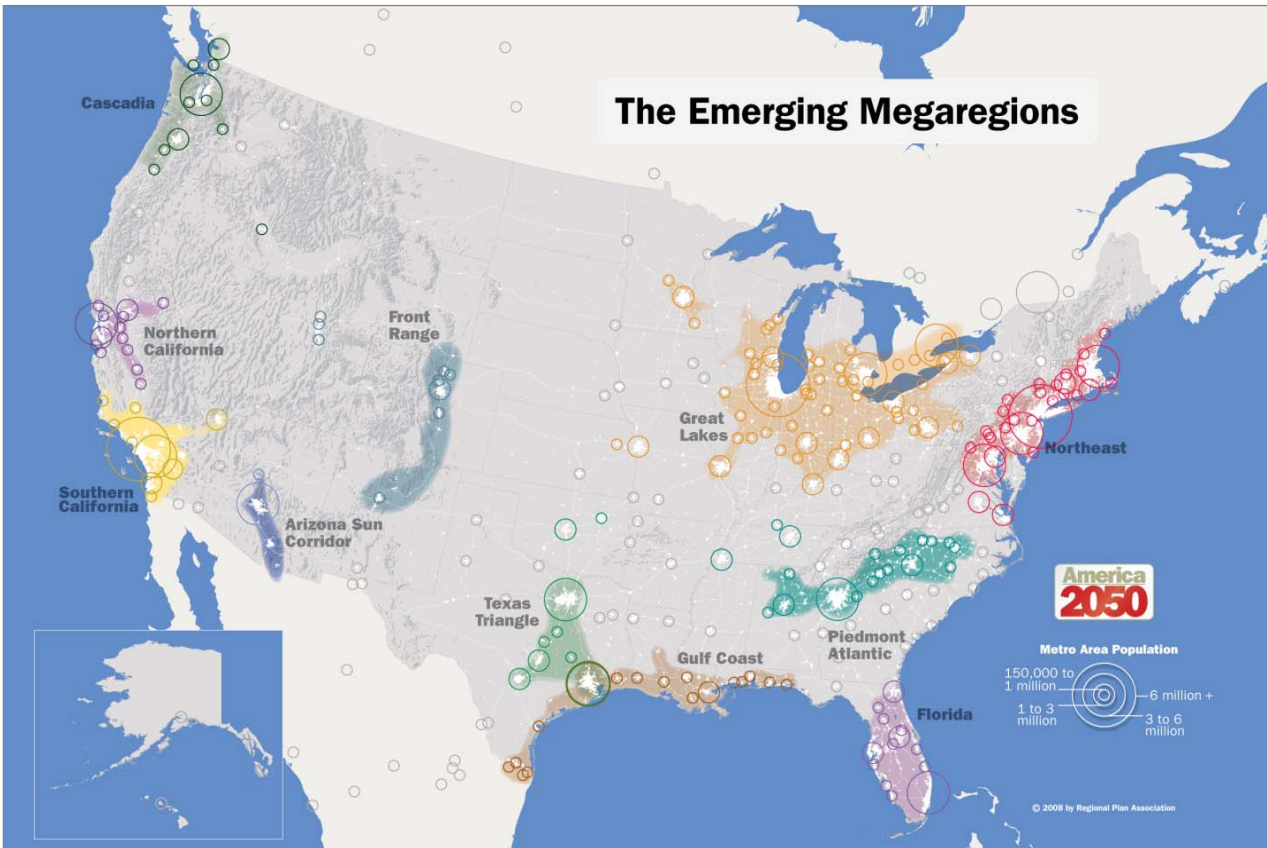 The Emerging Megaregions
Cascadia
Northern
California
Front
Range
Great
Lakes
Northeast
Southern
California
Arizona Sun
Corridor
Texas
Triangle
Gulf Coast
Piedmont
Atlantic
Florida
America
2050
Metro Area Population
150,000 to
1 million
1 to 3
million
6 million +
3 to 6
million
© 2008 by Regional Plan Association